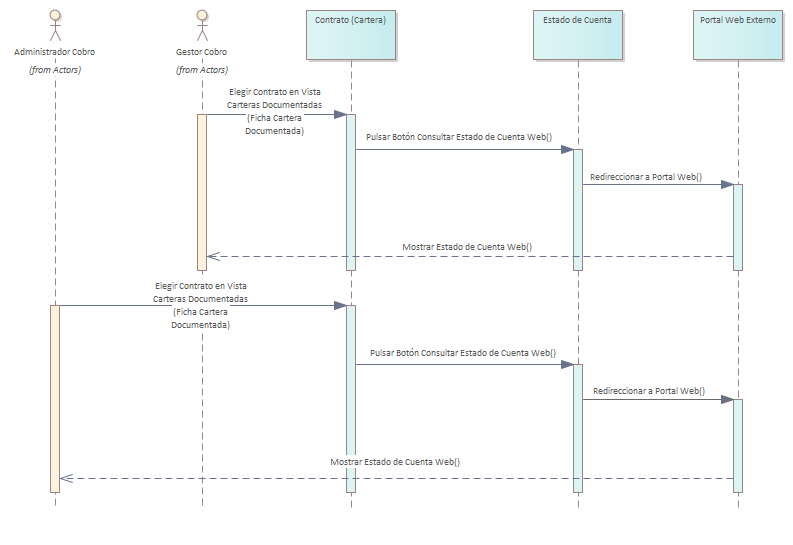 Contrato (Cartera)
Estado de Cuenta
Portal Web Externo
Administrador Cobro
(from Actors)
Gestor Cobro
(from Actors)
Elegir Contrato en Vista
Carteras Documentadas
(Ficha Cartera
Documentada)
Pulsar Botón Consultar Estado de Cuenta Web()
Redireccionar a Portal Web()
Mostrar Estado de Cuenta Web()
Elegir Contrato en Vista
Carteras Documentadas
(Ficha Cartera
Documentada)
Pulsar Botón Consultar Estado de Cuenta Web()
Redireccionar a Portal Web()
Mostrar Estado de Cuenta Web()